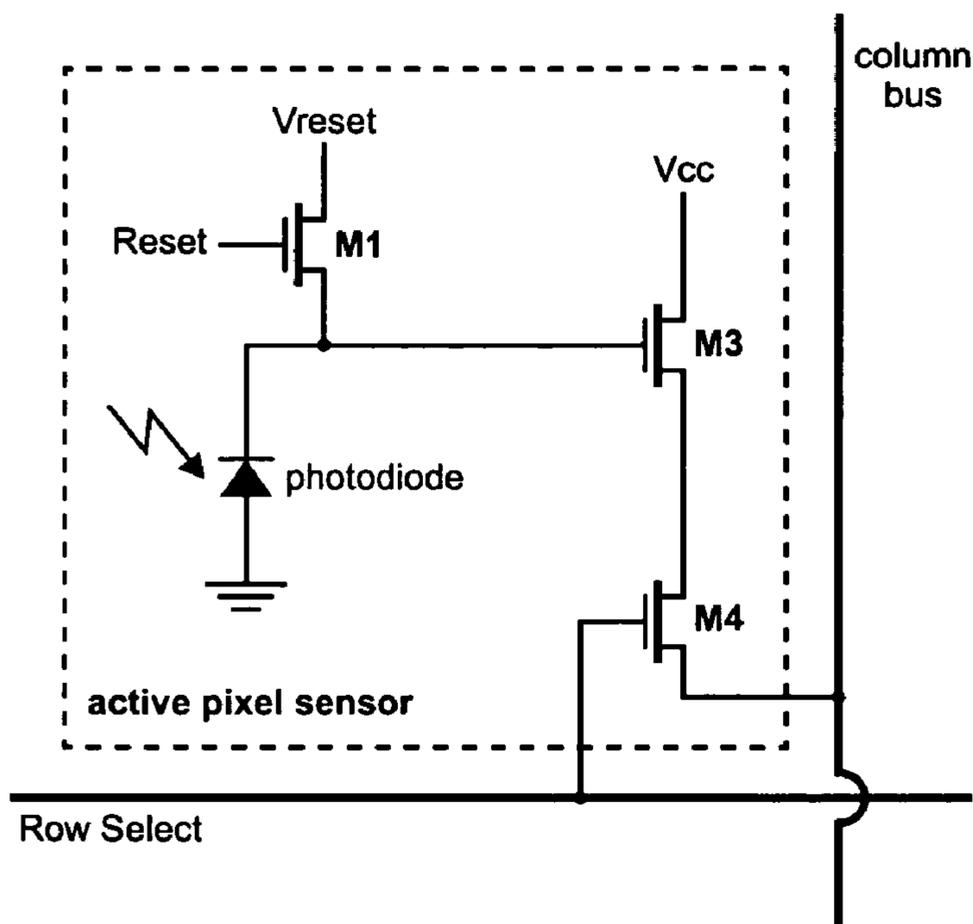 column
bus
Vreset
Vcc
Reset
M1
M3
photodiode
M4
active pixel sensor
Row Select